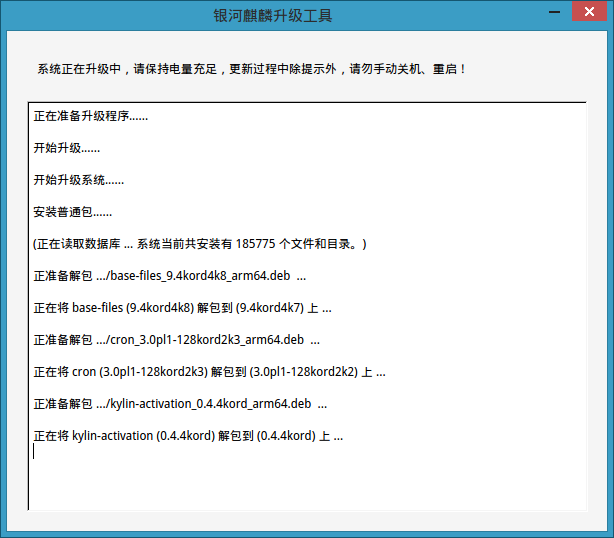 银河麒麟升级工具
系统正在升级中，请保持电量充足，更新过程中除提示外，请勿手动关机、重启！
正在准备升级程序......
开始升级......
开始升级系统......
安装普通包......
(正在读取数据库 ... 系统当前共安装有 185775 个文件和目录。)
正准备解包 .../base-files_9.4kord4k8_arm64.deb ...
正在将 base-files (9.4kord4k8) 解包到 (9.4kord4k7) 上 ...
正准备解包 .../cron_3.0pl1-128kord2k3_arm64.deb ...
正在将 cron (3.0pl1-128kord2k3) 解包到 (3.0pl1-128kord2k2) 上 ...
正准备解包 .../kylin-activation_0.4.4kord_arm64.deb ...
正在将 kylin-activation (0.4.4kord) 解包到 (0.4.4kord) 上 ...